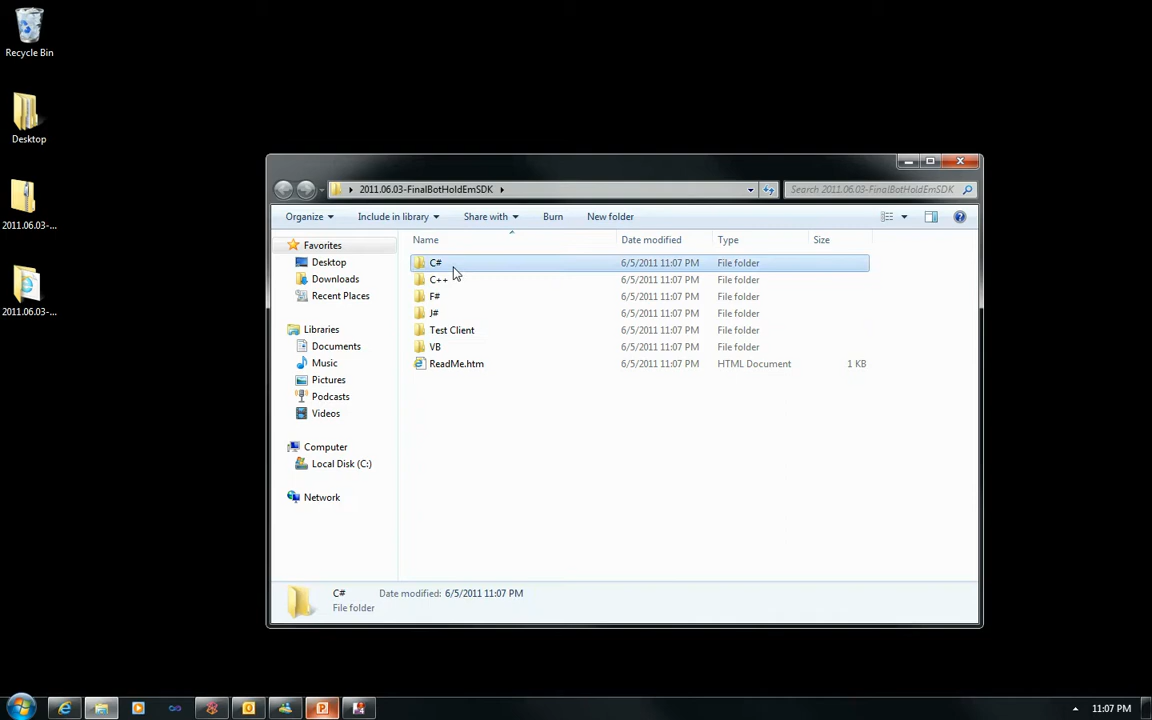 Recycle Bin
Desktop
2011.06.03-...
2011.06.03-...
2011.06.03-FinalBotHoldEmSDK
Search 2011.06.03-FinalBotHoldEmSDK
Organize Include in library Share with Burn New folder
Name Date modified Type Size
Favorites
Desktop
Downloads
Recent Places
Libraries
Documents
Music
Pictures
Podcasts
Videos
Computer
Local Disk (C:)
Network
C# 6/5/2011 11:07 PM File folder
C++ 6/5/2011 11:07 PM File folder
F# 6/5/2011 11:07 PM File folder
J# 6/5/2011 11:07 PM File folder
Test Client 6/5/2011 11:07 PM File folder
VB 6/5/2011 11:07 PM File folder
ReadMe.htm 6/5/2011 11:07 PM HTML Document 1 KB
C# Date modified: 6/5/2011 11:07 PM
File folder
11:07 PM